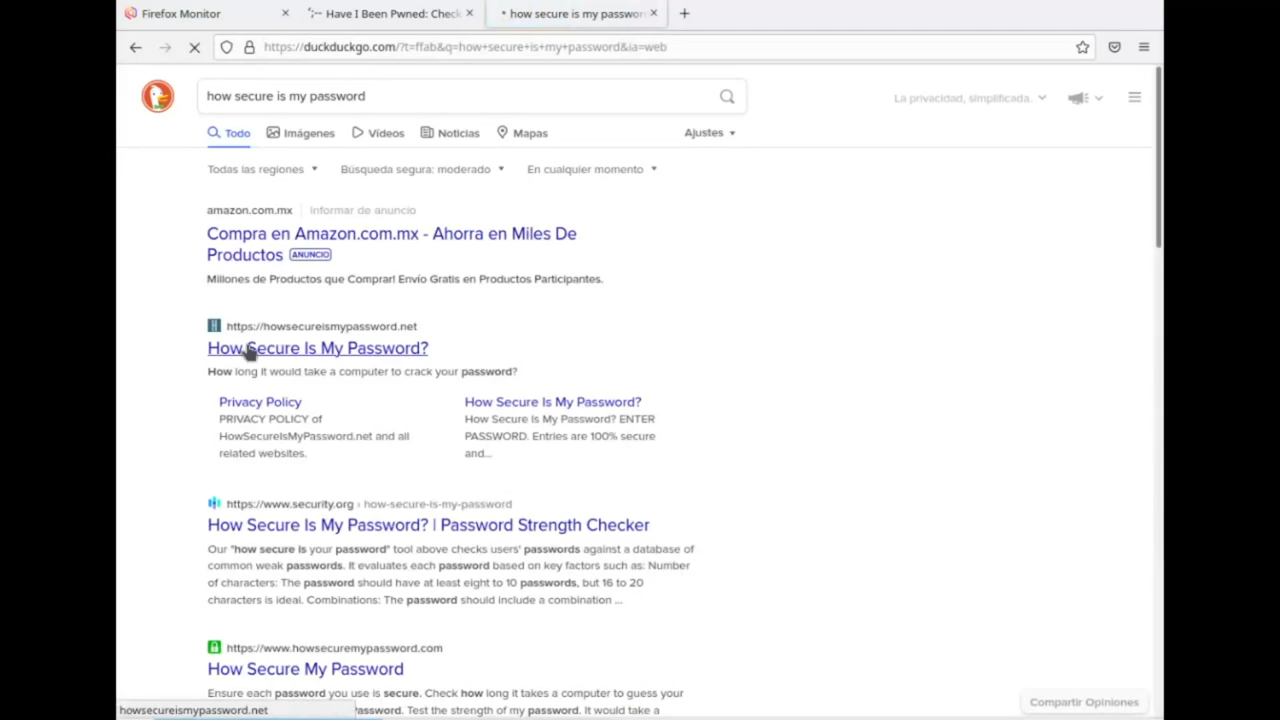 Firefox Monitor
Have I Been Pwned: Check
how secure is my passwor
https://duckduckgo.com/?t=ffab&q=how+secure+is+my+password&ia=web
how secure is my password
La privacidad, simplificada.
Todo
Imágenes
Vídeos
Noticias
Mapas
Ajustes
Todas las regiones
Búsqueda segura: moderado
En cualquier momento
amazon.com.mx
Informar de anuncio
Compra en Amazon.com.mx - Ahorra en Miles De
Productos ANUNCIO
Millones de Productos que Comprar! Envío Gratis en Productos Participantes.
https://howsecureismypassword.net
How Secure Is My Password?
How long it would take a computer to crack your password?
Privacy Policy
PRIVACY POLICY of
HowSecureIsMyPassword.net and all
related websites.
How Secure Is My Password?
How Secure Is My Password? ENTER
PASSWORD. Entries are 100% secure
and...
https://www.security.org › how-secure-is-my-password
How Secure Is My Password? | Password Strength Checker
Our "how secure is your password" tool above checks users' passwords against a database of
common weak passwords. It evaluates each password based on key factors such as: Number
of characters: The password should have at least eight to 10 passwords, but 16 to 20
characters is ideal. Combinations: The password should include a combination ...
https://www.howsecuremypassword.com
How Secure My Password
Ensure each password you use is secure. Check how long it takes a computer to guess your
password. Test the strength of my password. It would take a
howsecureismypassword.net
Compartir Opiniones